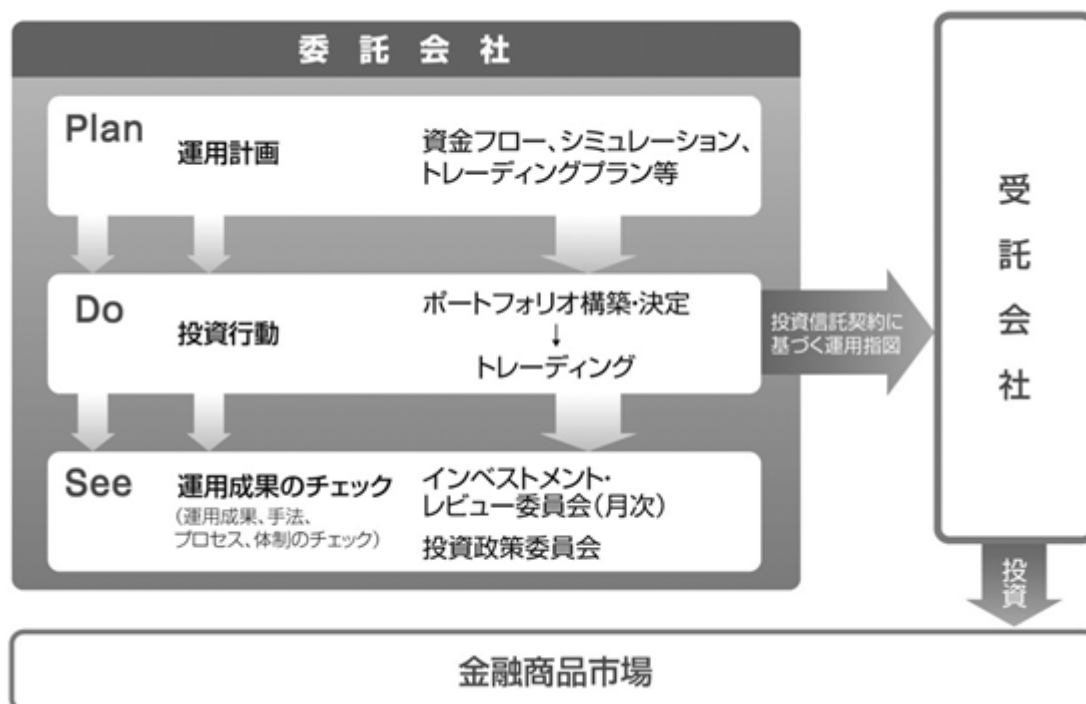 委託会社
Plan
運用計画
資金フロー、シミュレーション、
トレーディングプラン等
Do
投資行動
ポートフォリオ構築・決定
↓
トレーディング
See
運用成果のチェック
(運用成果、手法、
プロセス、体制のチェック)
インベストメント・
レビュー委員会(月次)
投資政策委員会
投資信託契約に
基づく運用指図
受託会社
投資
金融商品市場